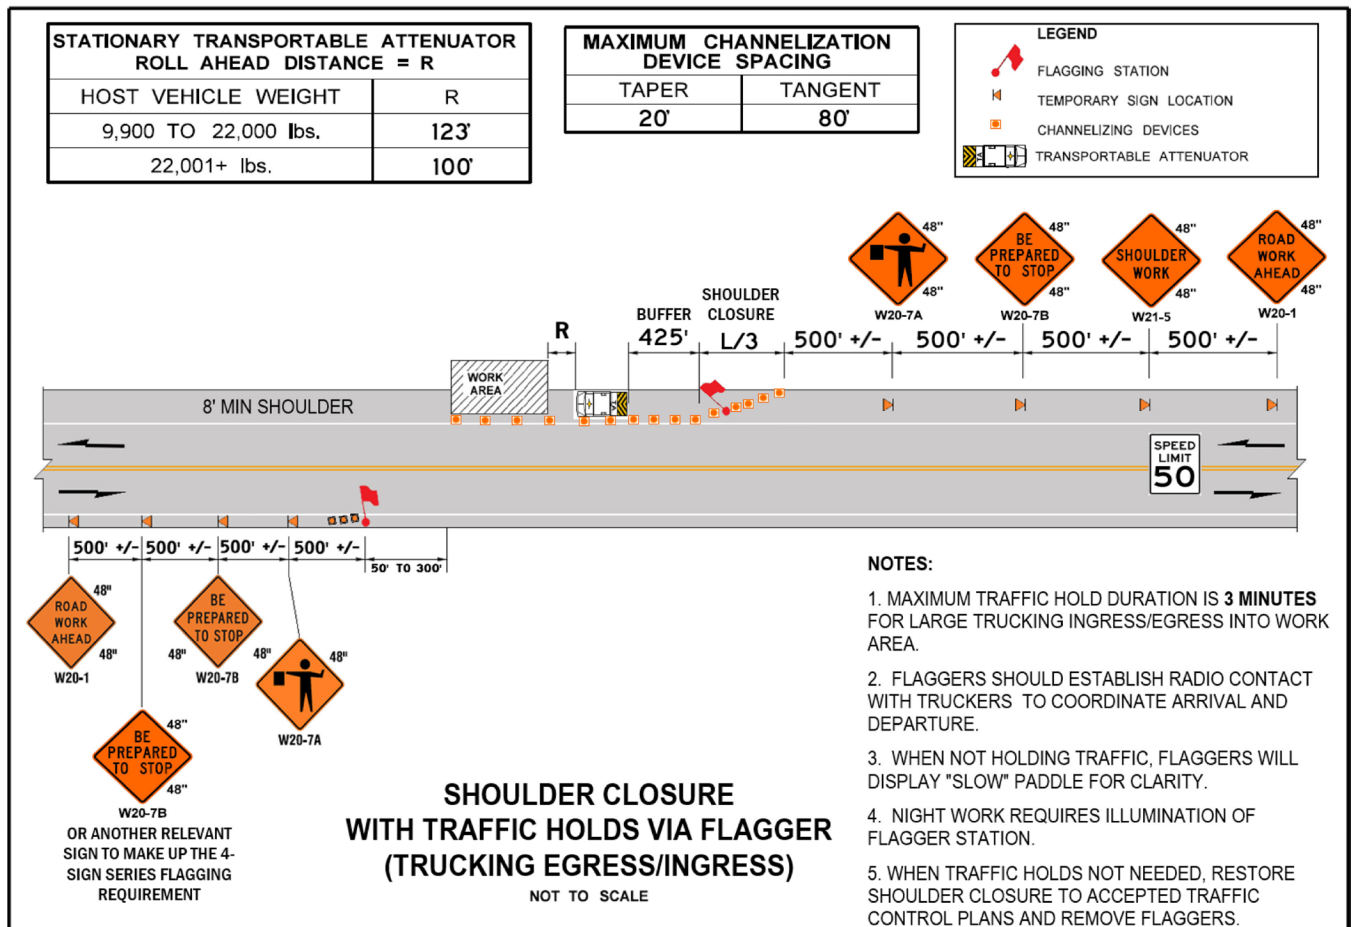 STATIONARY TRANSPORTABLE ATTENUATOR
ROLL AHEAD DISTANCE = R
HOST VEHICLE WEIGHT R
9,900 TO 22,000 lbs. 123'
22,001+ lbs. 100'
MAXIMUM CHANNELIZATION
DEVICE SPACING
TAPER TANGENT
20' 80'
LEGEND
FLAGGING STATION
TEMPORARY SIGN LOCATION
CHANNELIZING DEVICES
TRANSPORTABLE ATTENUATOR
48"
48"
W20-7A
48"
BE
PREPARED
TO STOP
48"
W20-7B
48"
SHOULDER
WORK
48"
W21-5
48"
ROAD
WORK
AHEAD
48"
W20-1
R
BUFFER
425'
SHOULDER
CLOSURE
L/3
500' +/- 500' +/- 500' +/- 500' +/-
WORK
AREA
8' MIN SHOULDER
SPEED
LIMIT
50
500' +/- 500' +/- 500' +/- 500' +/-
50' TO 300'
48"
ROAD
WORK
AHEAD
48"
W20-1
48"
BE
PREPARED
TO STOP
48"
W20-7B
48"
48"
W20-7A
48"
BE
PREPARED
TO STOP
48"
W20-7B
OR ANOTHER RELEVANT
SIGN TO MAKE UP THE 4-
SIGN SERIES FLAGGING
REQUIREMENT
SHOULDER CLOSURE
WITH TRAFFIC HOLDS VIA FLAGGER
(TRUCKING EGRESS/INGRESS)
NOT TO SCALE
NOTES:
1. MAXIMUM TRAFFIC HOLD DURATION IS 3 MINUTES
FOR LARGE TRUCKING INGRESS/EGRESS INTO WORK
AREA.
2. FLAGGERS SHOULD ESTABLISH RADIO CONTACT
WITH TRUCKERS TO COORDINATE ARRIVAL AND
DEPARTURE.
3. WHEN NOT HOLDING TRAFFIC, FLAGGERS WILL
DISPLAY "SLOW" PADDLE FOR CLARITY.
4. NIGHT WORK REQUIRES ILLUMINATION OF
FLAGGER STATION.
5. WHEN TRAFFIC HOLDS NOT NEEDED, RESTORE
SHOULDER CLOSURE TO ACCEPTED TRAFFIC
CONTROL PLANS AND REMOVE FLAGGERS.